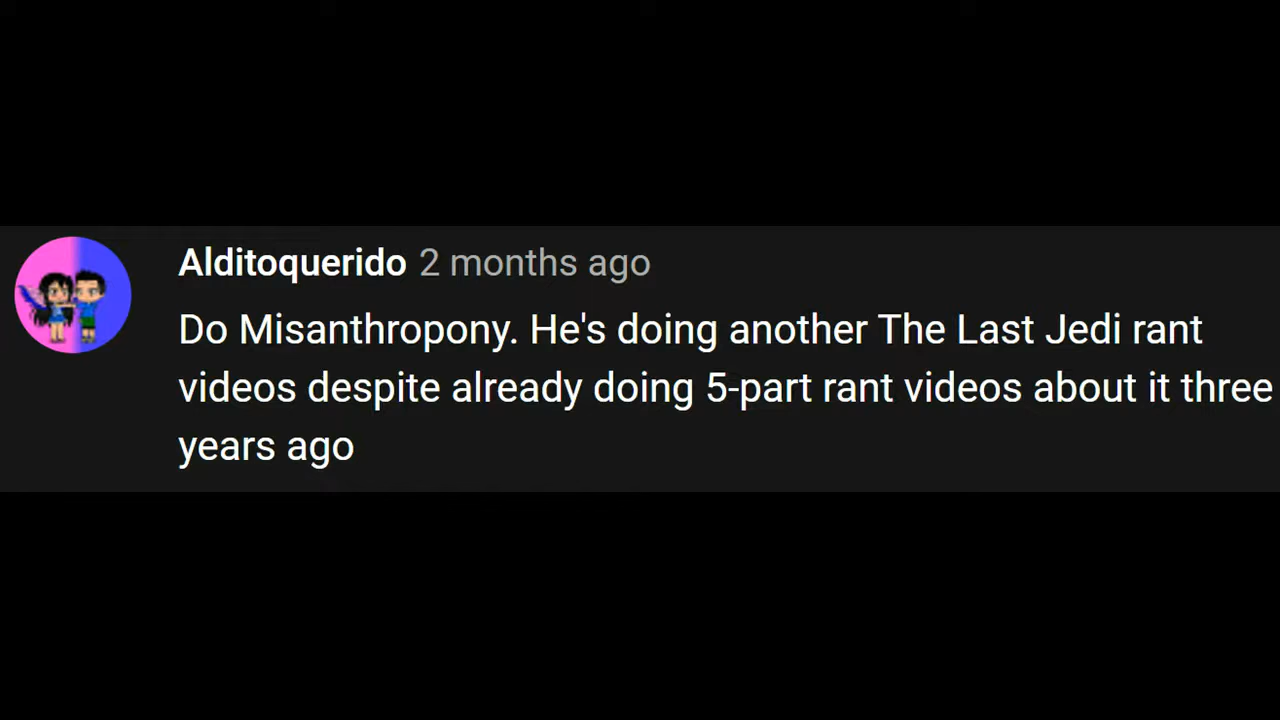 Alditoquerido 2 months ago
Do Misanthropony. He's doing another The Last Jedi rant
videos despite already doing 5-part rant videos about it three
years ago